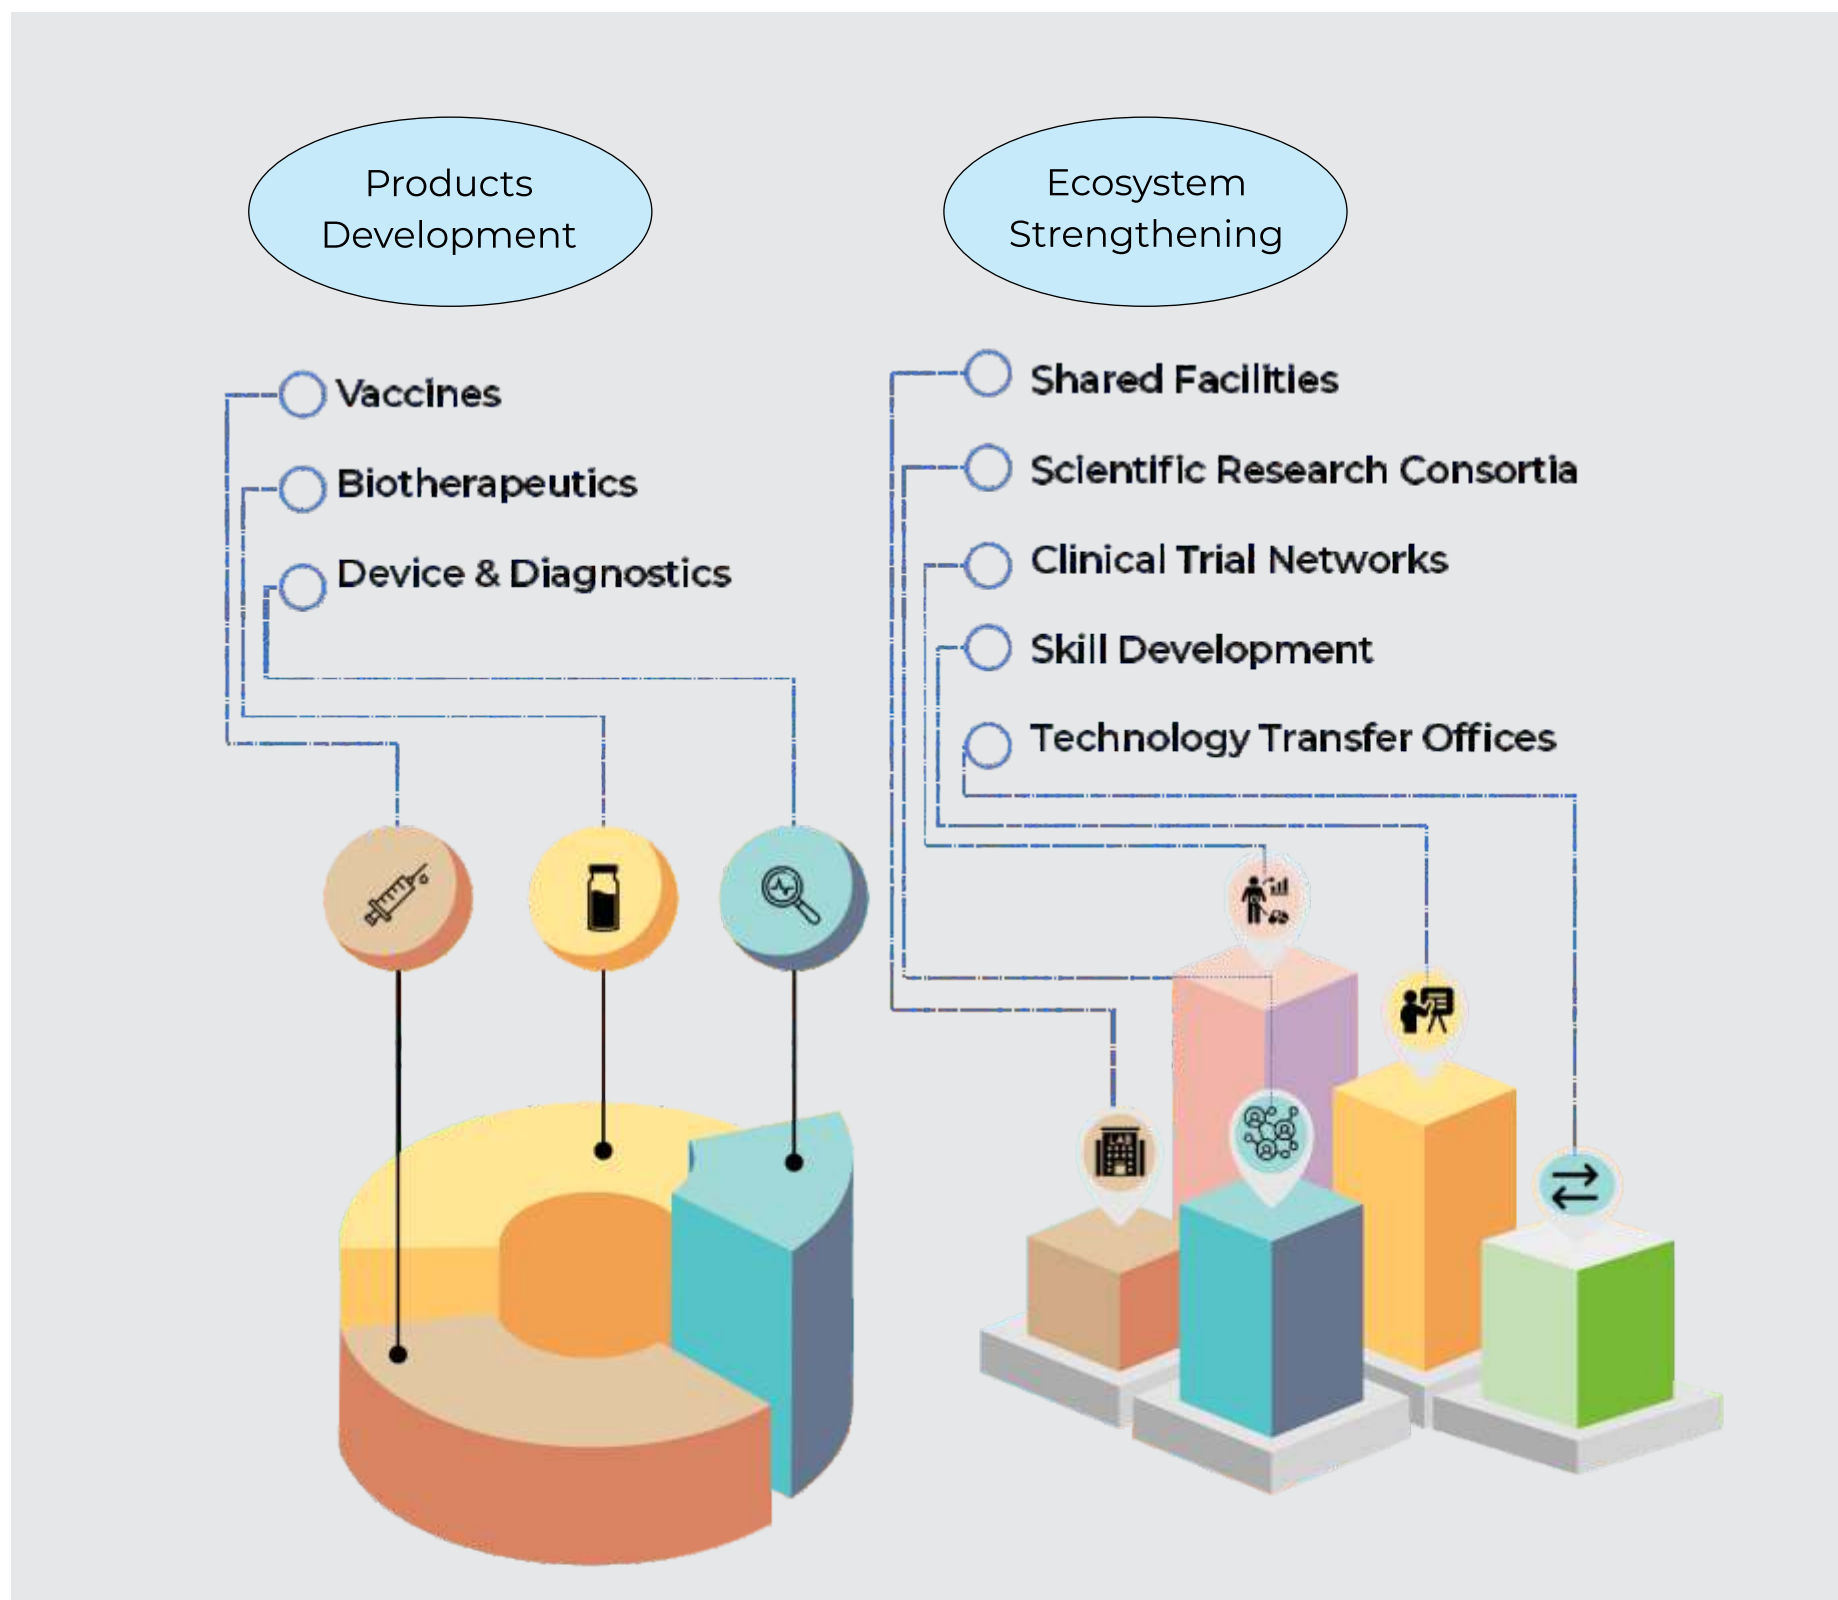 Products
Development
Vaccines
Biotherapeutics
Device & Diagnostics
Ecosystem
Strengthening
Shared Facilities
Scientific Research Consortia
Clinical Trial Networks
Skill Development
Technology Transfer Offices
LAB